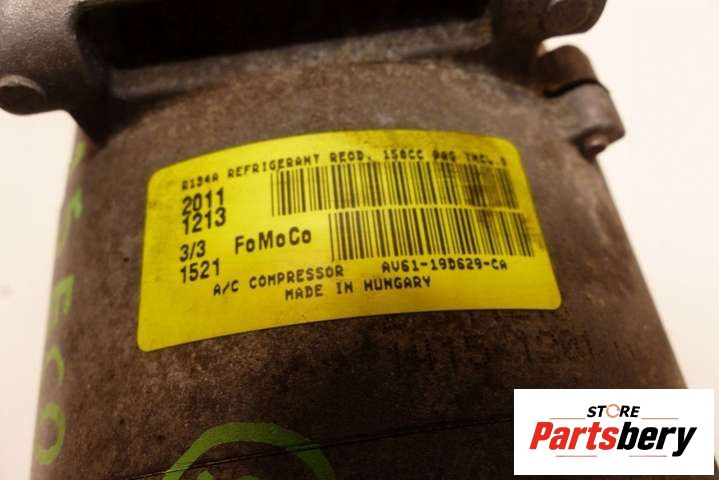 R134A REFRIGERANT REQD. 150CC PAG
2011
1213
3/3 FoMoCo
1521
A/C COMPRESSOR AV61-19D629-CA
MADE IN HUNGARY
STORE
Partsbery